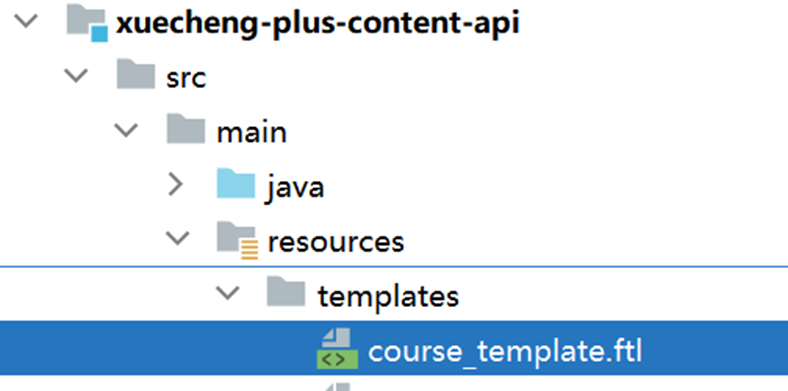 xuecheng-plus-content-api
src
main
java
resources
templates
course_template.ftl